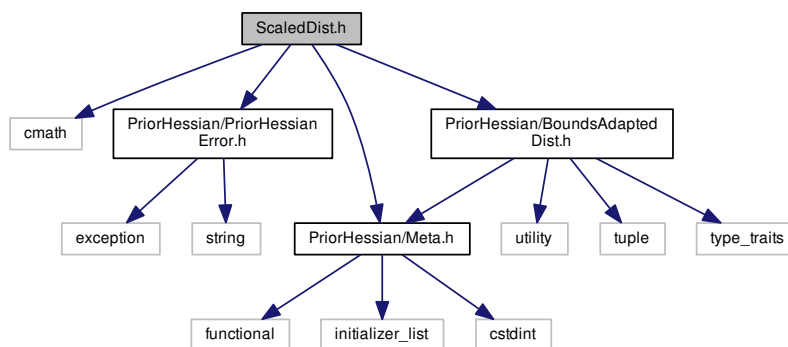 ScaledDist.h
cmath
PriorHessian/PriorHessian
Error.h
PriorHessian/BoundsAdapted
Dist.h
exception
string
PriorHessian/Meta.h
utility
tuple
type_traits
functional
initializer_list
cstdint